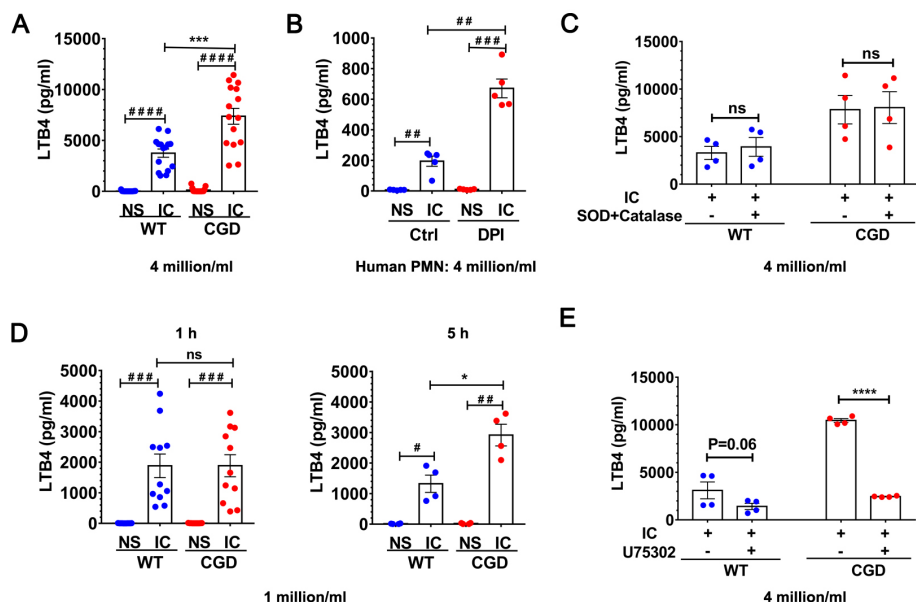 A
LTB4 (pg/ml)
15000
10000
5000
0
***
####
####
NS IC NS IC
WT CGD
4 million/ml
B
LTB4 (pg/ml)
1000
800
600
400
200
0
##
###
##
NS IC NS IC
Ctrl DPI
Human PMN: 4 million/ml
C
LTB4 (pg/ml)
15000
10000
5000
0
ns
ns
IC + + + +
SOD+Catalase - + - +
WT CGD
4 million/ml
D
1 h
LTB4 (pg/ml)
5000
4000
3000
2000
1000
0
ns
###
###
NS IC NS IC
WT CGD
5 h
LTB4 (pg/ml)
5000
4000
3000
2000
1000
0
*
##
#
NS IC NS IC
WT CGD
1 million/ml
E
LTB4 (pg/ml)
15000
10000
5000
0
****
P=0.06
IC + + + +
U75302 - + - +
WT CGD
4 million/ml